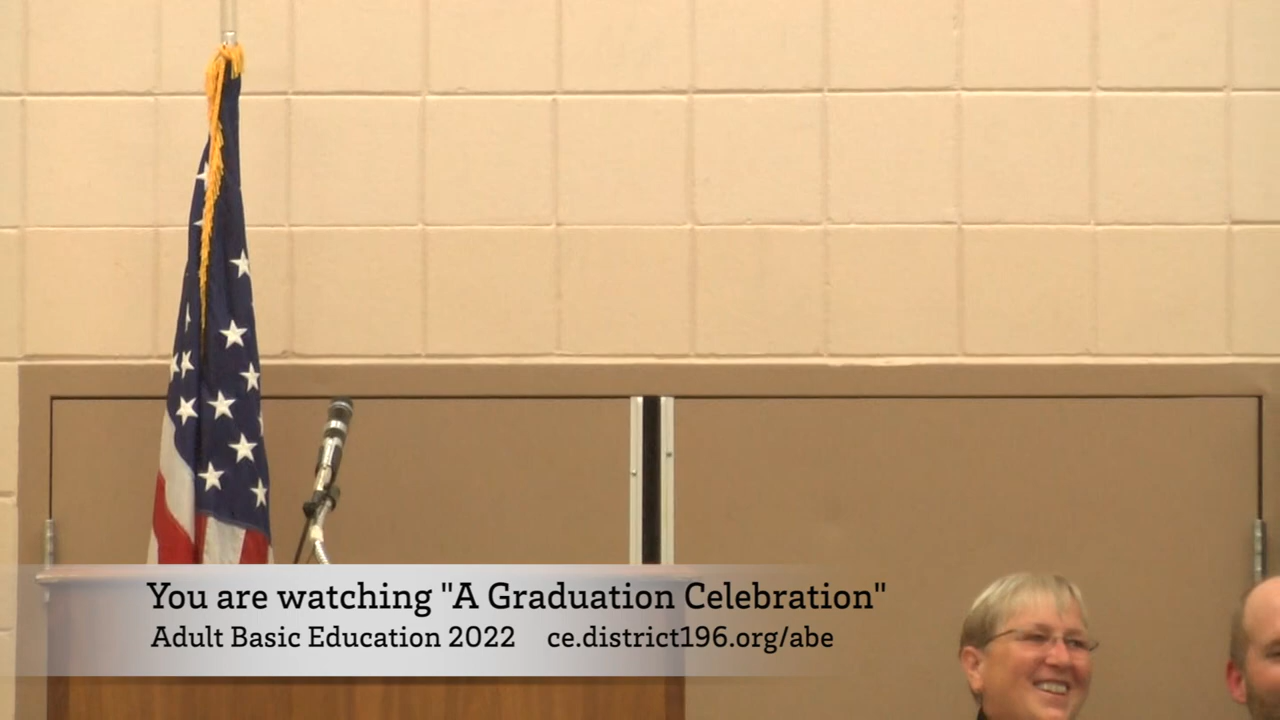 You are watching "A Graduation Celebration"
Adult Basic Education 2022 ce.district196.org/abe